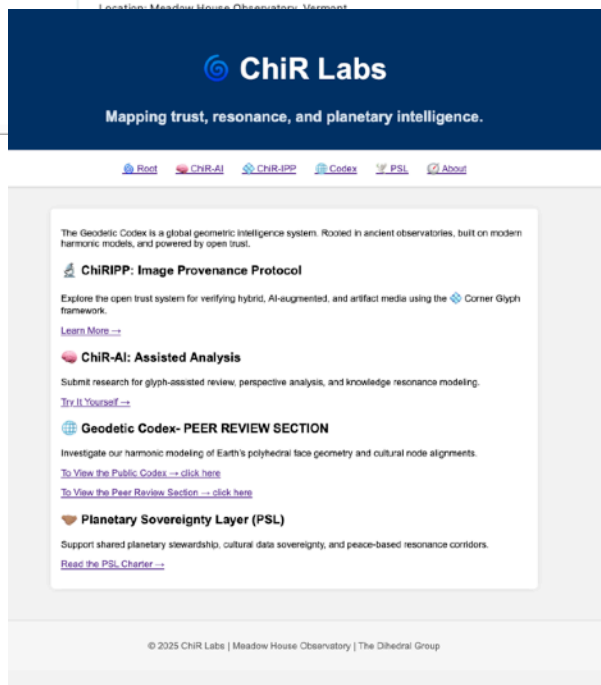 Location: Meadow House Observatory, Vermont
ChiR Labs
Mapping trust, resonance, and planetary intelligence.
Root ChiR-AI ChiR-IPP Codex PSL About
The Geodetic Codex is a global geometric intelligence system. Rooted in ancient observatories, built on modern
harmonic models, and powered by open trust.
ChiRIPP: Image Provenance Protocol
Explore the open trust system for verifying hybrid, AI-augmented, and artifact media using the 💠 Corner Glyph
framework.
Learn More →
ChiR-AI: Assisted Analysis
Submit research for glyph-assisted review, perspective analysis, and knowledge resonance modeling.
Try It Yourself →
Geodetic Codex- PEER REVIEW SECTION
Investigate our harmonic modeling of Earth's polyhedral face geometry and cultural node alignments.
To View the Public Codex → click here
To View the Peer Review Section → click here
Planetary Sovereignty Layer (PSL)
Support shared planetary stewardship, cultural data sovereignty, and peace-based resonance corridors.
Read the PSL Charter →
© 2025 ChiR Labs | Meadow House Observatory | The Dihedral Group